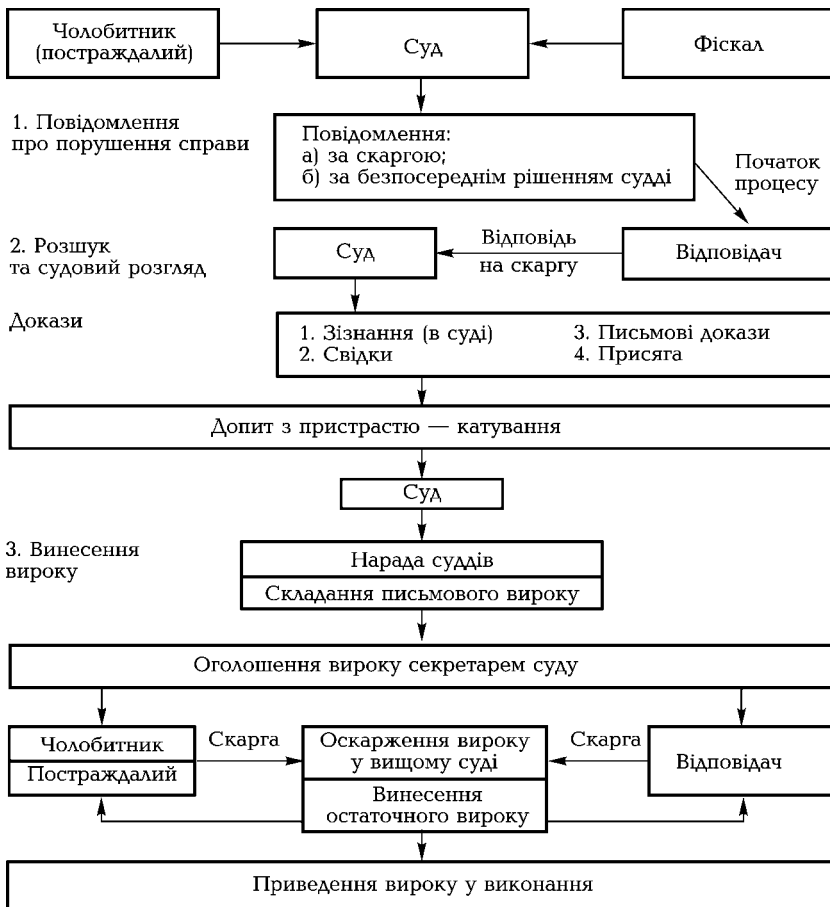 Чолобитник
(постраждалий)
Суд
Фіскал
1. Повідомлення
про порушення справи
Повідомлення:
а) за скаргою;
б) за безпосереднім рішенням судді
Початок
процесу
2. Розшук
та судовий розгляд
Суд
Відповідь
на скаргу
Відповідач
Докази
1. Зізнання (в суді)
2. Свідки
3. Письмові докази
4. Присяга
Допит з пристрастю — катування
Суд
3. Винесення
вироку
Нарада суддів
Складання письмового вироку
Оголошення вироку секретарем суду
Чолобитник
Постраждалий
Скарга
Оскарження вироку
у вищому суді
Винесення
остаточного вироку
Скарга
Відповідач
Приведення вироку у виконання